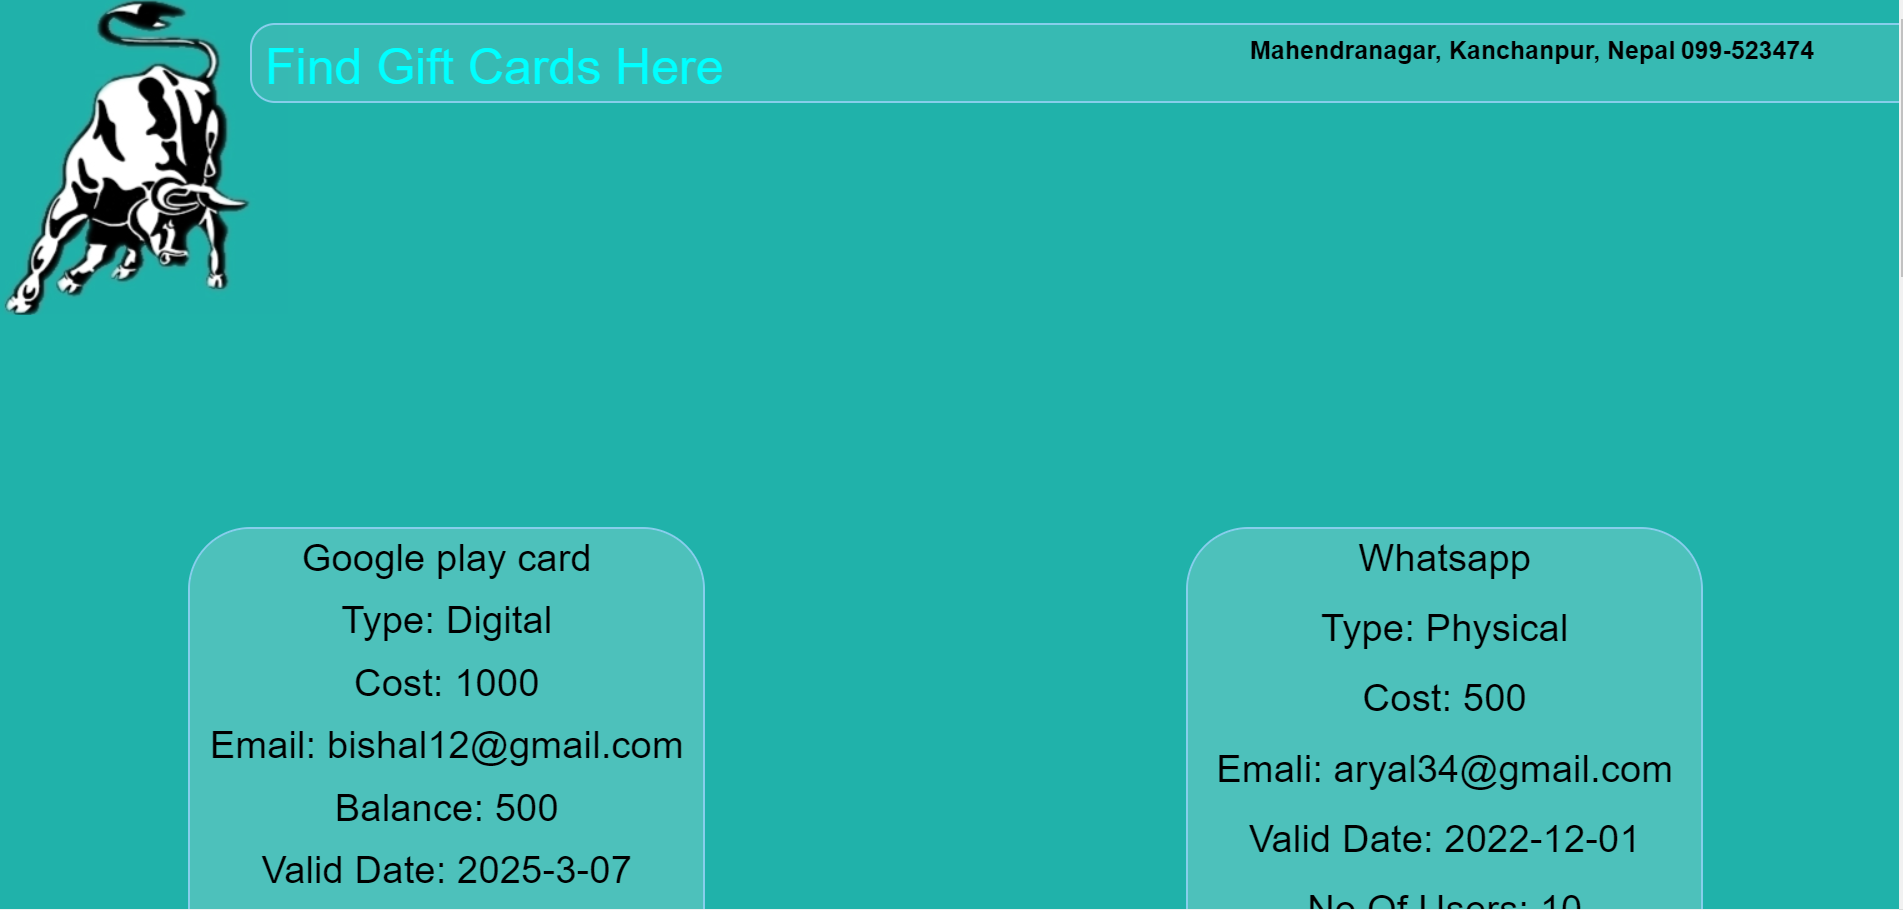 Find Gift Cards Here
Mahendranagar, Kanchanpur, Nepal 099-523474
Google play card
Type: Digital
Cost: 1000
Email: bishal12@gmail.com
Balance: 500
Valid Date: 2025-3-07
Whatsapp
Type: Physical
Cost: 500
Emali: aryal34@gmail.com
Valid Date: 2022-12-01
No Of Users: 10